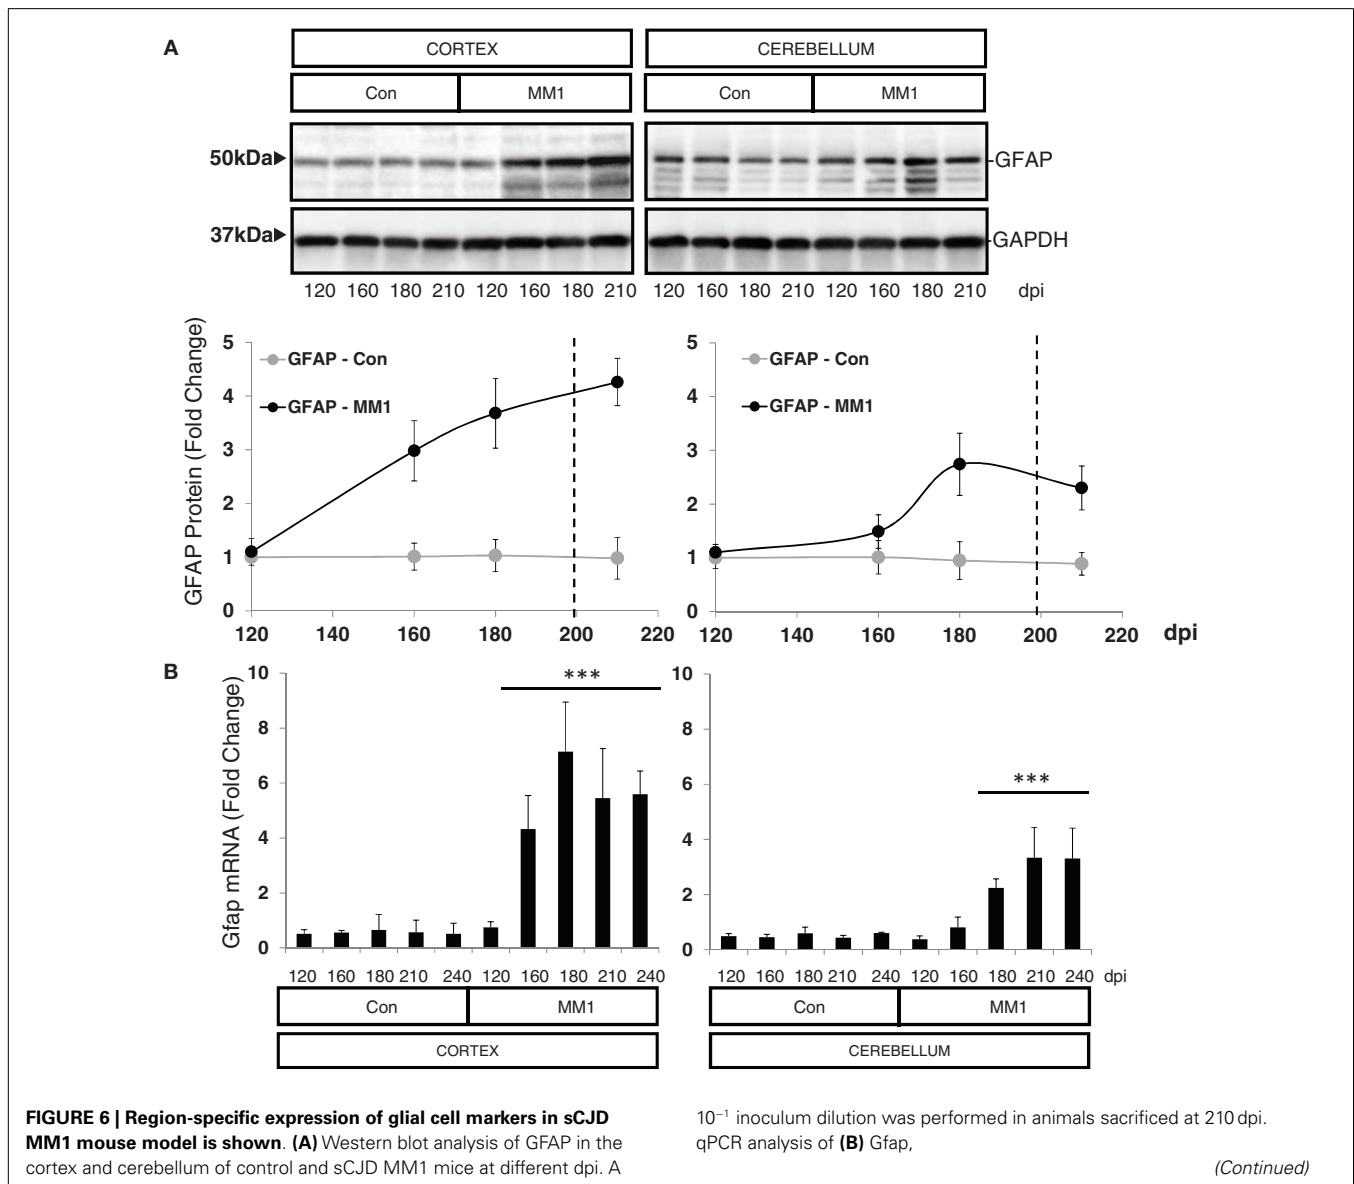 A
CORTEX
CEREBELLUM
Con
MM1
Con
MM1
50kDa
-GFAP
37kDa
-GAPDH
120 160 180 210 120 160 180 210
120 160 180 210 120 160 180 210 dpi
GFAP Protein (Fold Change)
5
4
3
2
1
0
GFAP - Con
GFAP - MM1
120 140 160 180 200 220
5
4
3
2
1
0
GFAP - Con
GFAP - MM1
120 140 160 180 200 220 dpi
B
Gfap mRNA (Fold Change)
10
8
6
4
2
0
***
120 160 180 210 240 120 160 180 210 240
Con
MM1
CORTEX
10
8
6
4
2
0
***
120 160 180 210 240 120 160 180 210 240 dpi
Con
MM1
CEREBELLUM
FIGURE 6 | Region-specific expression of glial cell markers in sCJD
MM1 mouse model is shown. (A) Western blot analysis of GFAP in the
cortex and cerebellum of control and sCJD MM1 mice at different dpi. A
10⁻¹ inoculum dilution was performed in animals sacrificed at 210 dpi.
qPCR analysis of (B) Gfap,
(Continued)